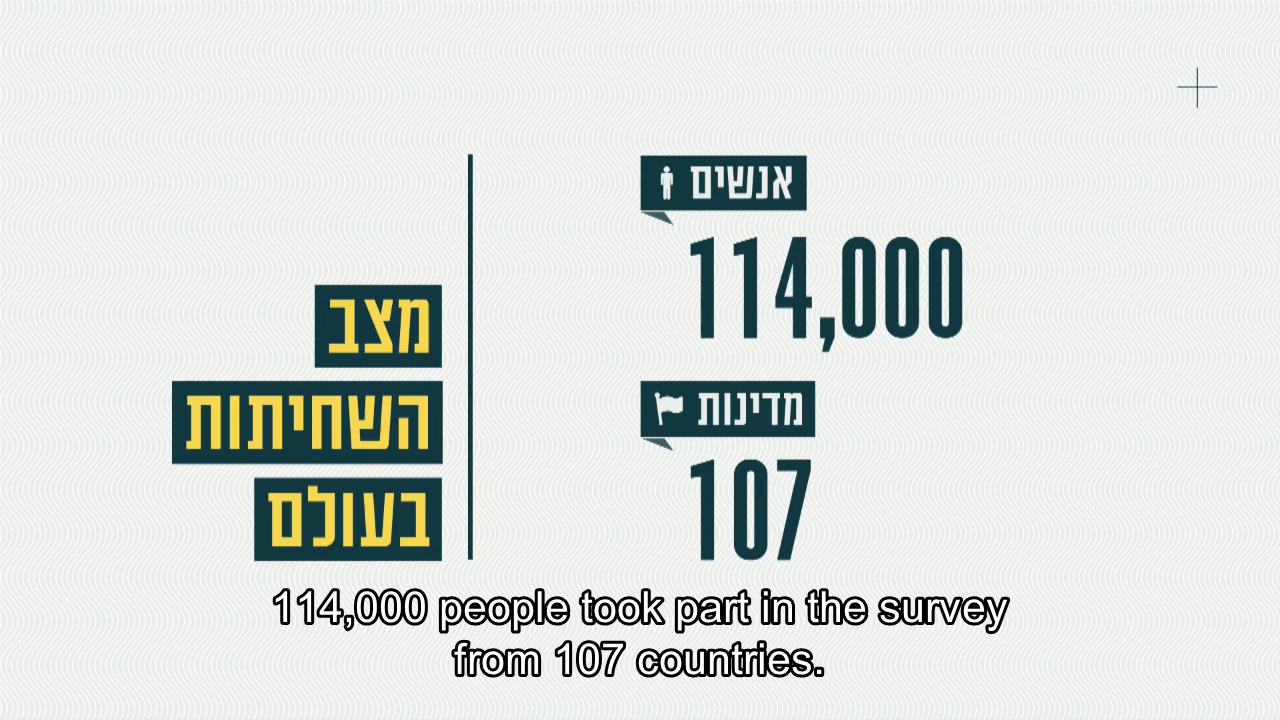 מצב
השחיתות
בעולם
אנשים
114,000
מדינות
107
114,000 people took part in the survey
from 107 countries.